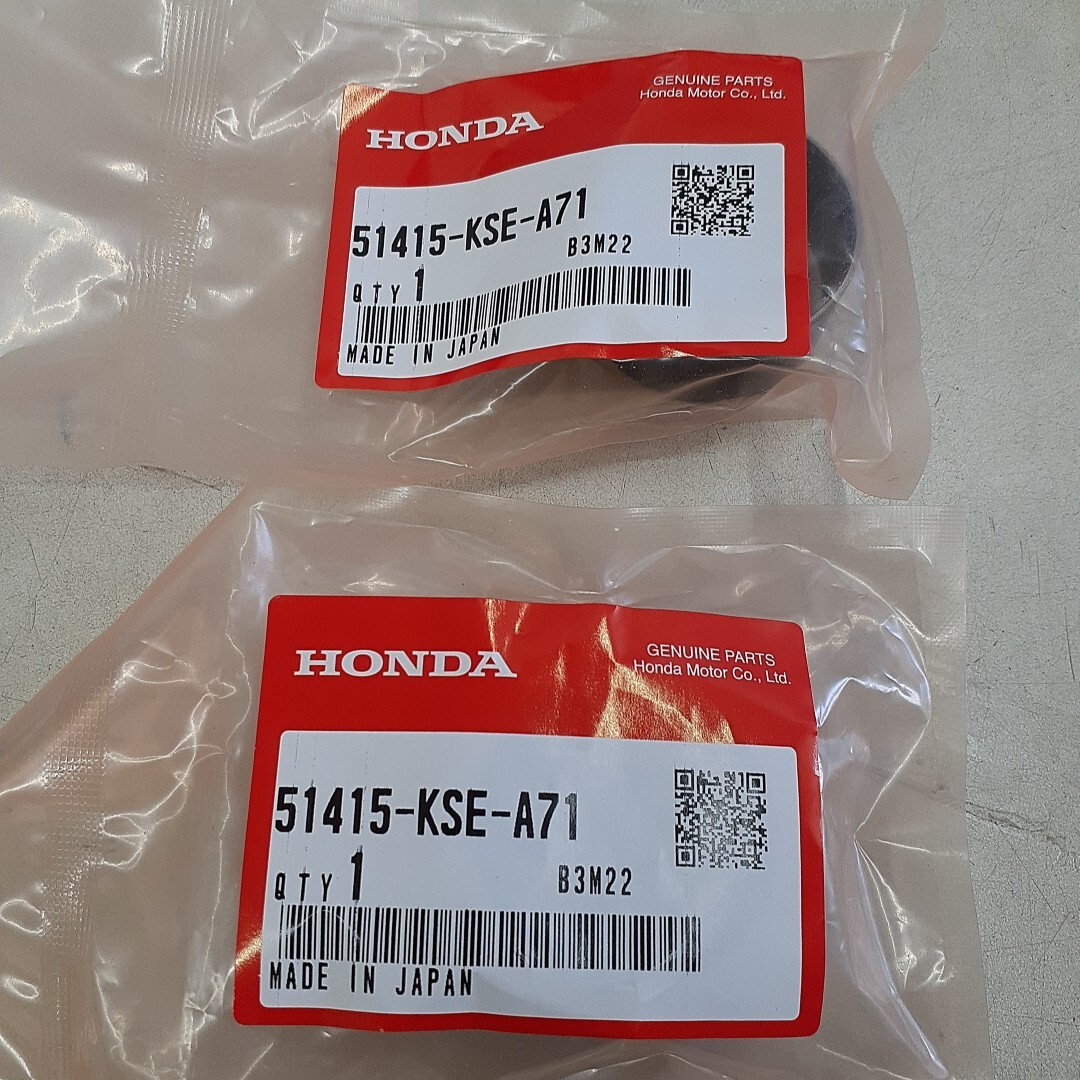 GENUINE PARTS
Honda Motor Co., Ltd.
HONDA
51415-KSE-A71
B3M22
QTY 1
MADE IN JAPAN
GENUINE PARTS
Honda Motor Co., Ltd.
HONDA
51415-KSE-A71
QTY 1
B3M22
MADE IN JAPAN